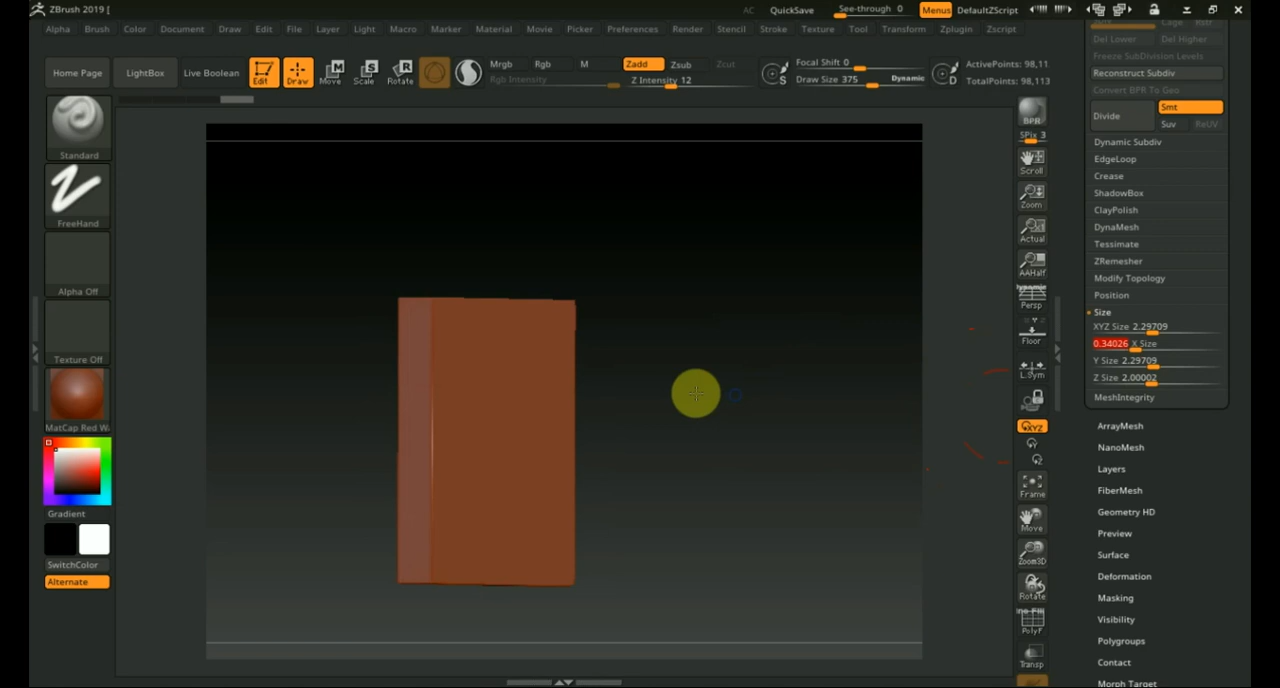 ZBrush 2019 [
AC QuickSave See-through 0 Menus DefaultZScript
Alpha Brush Color Document Draw Edit File Layer Light Macro Marker Material Movie Picker Preferences Render Stencil Stroke Texture Tool Transform Zplugin Zscript
Home Page LightBox Live Boolean Edit Draw Move Scale Rotate
Mrgb Rgb M Zadd Zsub Zcut
Rgb Intensity Z Intensity 12
Focal Shift 0
Draw Size 375 Dynamic
ActivePoints: 98,11
TotalPoints: 98,113
S
D
Standard
FreeHand
Alpha Off
Texture Off
MatCap Red W
Gradient
SwitchColor
Alternate
BPR
SPix 3
Scroll
Zoom
Actual
AAHalf
Dynamic
Persp
Floor
L.Sym
XYZ
Frame
Move
Zoom3D
Rotate
PolyF
Transp
Cage Rstr
Del Lower Del Higher
Freeze SubDivision Levels
Reconstruct Subdiv
Convert BPR To Geo
Divide Smt
Suv ReUV
Dynamic Subdiv
EdgeLoop
Crease
ShadowBox
ClayPolish
DynaMesh
Tessimate
ZRemesher
Modify Topology
Position
Size
XYZ Size 2.29709
0.34026 X Size
Y Size 2.29709
Z Size 2.00002
MeshIntegrity
ArrayMesh
NanoMesh
Layers
FiberMesh
Geometry HD
Preview
Surface
Deformation
Masking
Visibility
Polygroups
Contact
Morph Target